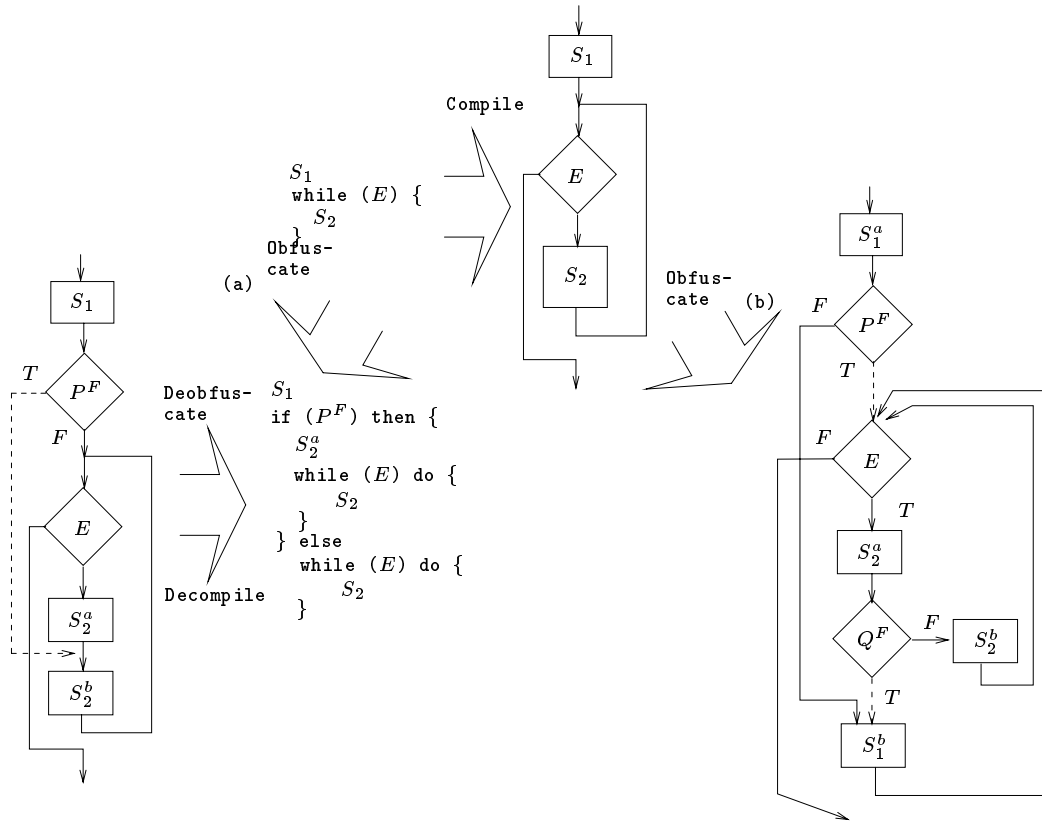 S₁
Compile
E
S₁
while (E) {
S₂
}
S₂
Obfus-
cate
(a)
Obfus-
cate
(b)
S₁
T
Pᶠ
F
E
S₂ᵃ
S₂ᵇ
Deobfus-
cate
Decompile
S₁
if (Pᶠ) then {
S₂ᵃ
while (E) do {
S₂
}
} else
while (E) do {
S₂
}
S₁ᵃ
F
Pᶠ
T
F
E
T
S₂ᵃ
Qᶠ
F
S₂ᵇ
T
S₁ᵇ